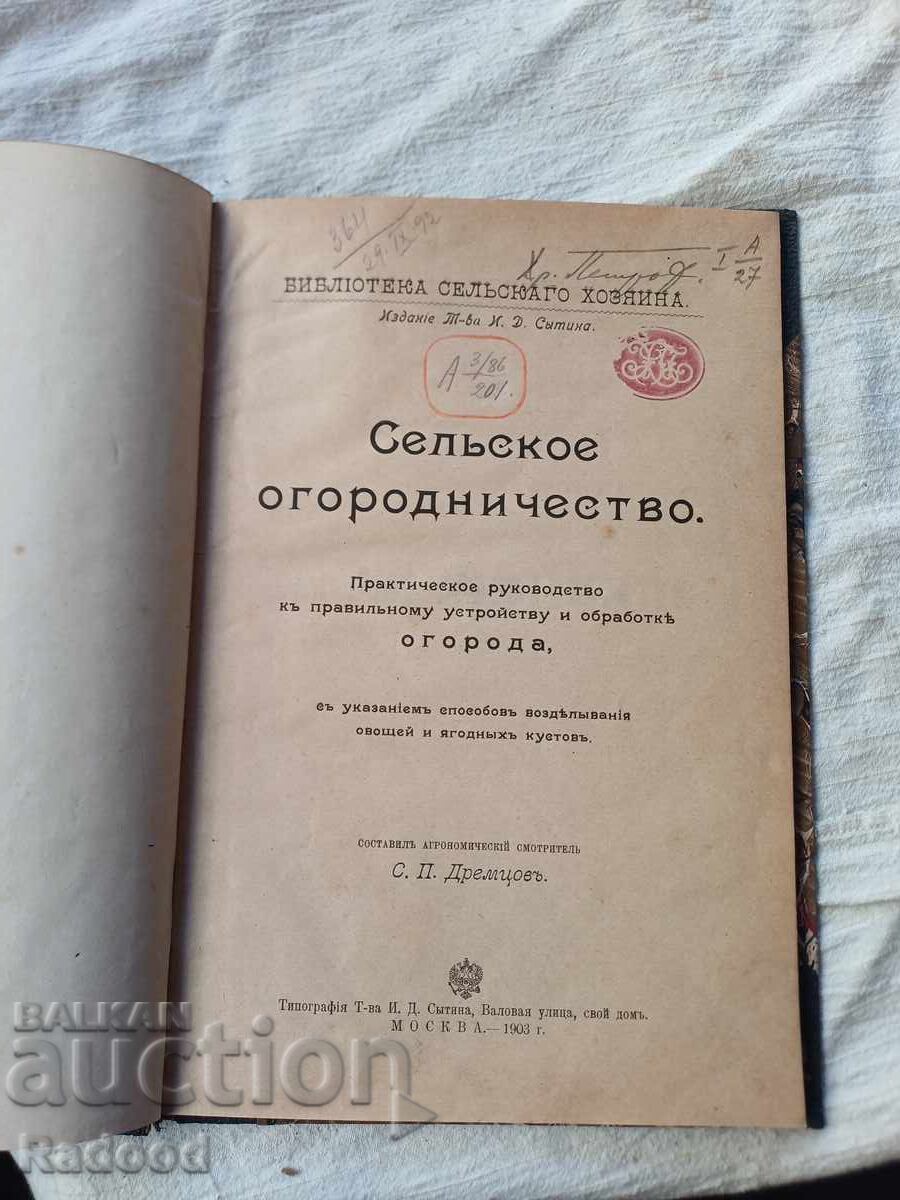 3611
29.IX.92
Хр. Петров. I А/27
БИБЛІОТЕКА СЕЛЬСКАГО ХОЗЯИНА.
Изданіе Т-ва И. Д. Сытина.
А 3/86
201.
Сельское
огородничество.
Практическое руководство
къ правильному устройству и обработкѣ
огорода,
съ указаніемъ способовъ воздѣлыванія
овощей и ягодныхъ кустовъ.
СОСТАВИЛЪ АГРОНОМИЧЕСКІЙ СМОТРИТЕЛЬ
С. П. Дремцовъ.
Типографія Т-ва И. Д. Сытина, Валовая улица, свой домъ.
МОСКВА.—1903 г.
BALKAN
auction
Radood